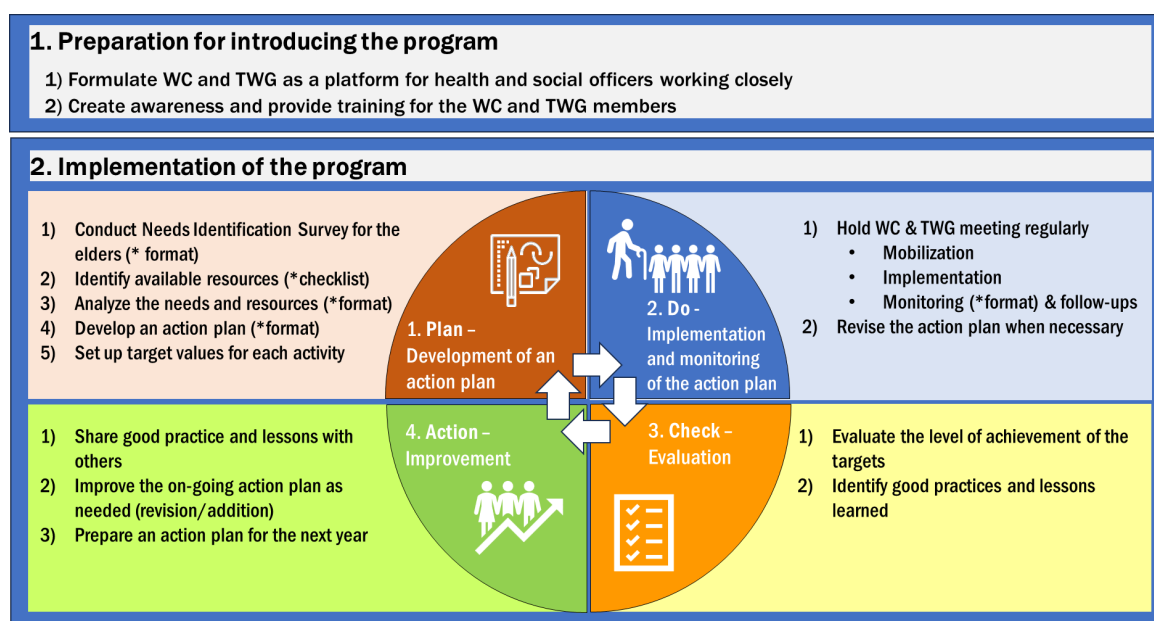 1. Preparation for introducing the program
1) Formulate WC and TWG as a platform for health and social officers working closely
2) Create awareness and provide training for the WC and TWG members
2. Implementation of the program
1) Conduct Needs Identification Survey for the
elders (* format)
2) Identify available resources (*checklist)
3) Analyze the needs and resources (*format)
4) Develop an action plan (*format)
5) Set up target values for each activity
1. Plan –
Development of an
action plan
2. Do -
Implementation
and monitoring
of the action plan
1) Hold WC & TWG meeting regularly
• Mobilization
• Implementation
• Monitoring (*format) & follow-ups
2) Revise the action plan when necessary
1) Share good practice and lessons with
others
2) Improve the on-going action plan as
needed (revision/addition)
3) Prepare an action plan for the next year
4. Action –
Improvement
3. Check –
Evaluation
1) Evaluate the level of achievement of the
targets
2) Identify good practices and lessons
learned